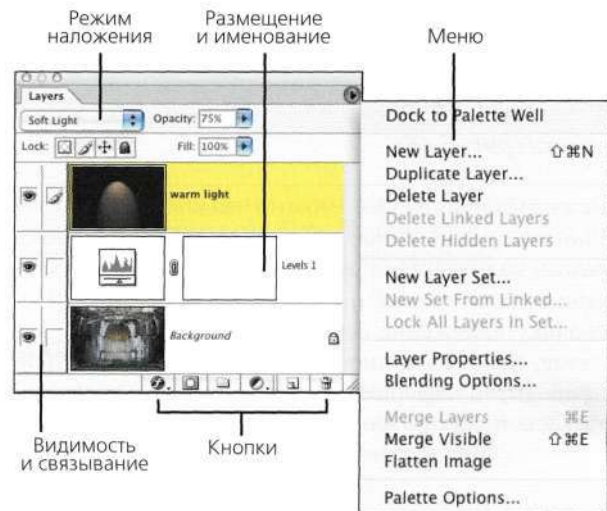 Режим
наложения
Размещение
и именование
Меню
Layers
Soft Light
Opacity: 75%
Lock:
Fill: 100%
warm light
Levels 1
Background
Видимость
и связывание
Кнопки
Dock to Palette Well
New Layer... ⇧⌘N
Duplicate Layer...
Delete Layer
Delete Linked Layers
Delete Hidden Layers
New Layer Set...
New Set From Linked...
Lock All Layers In Set...
Layer Properties...
Blending Options...
Merge Layers ⌘E
Merge Visible ⇧⌘E
Flatten Image
Palette Options...